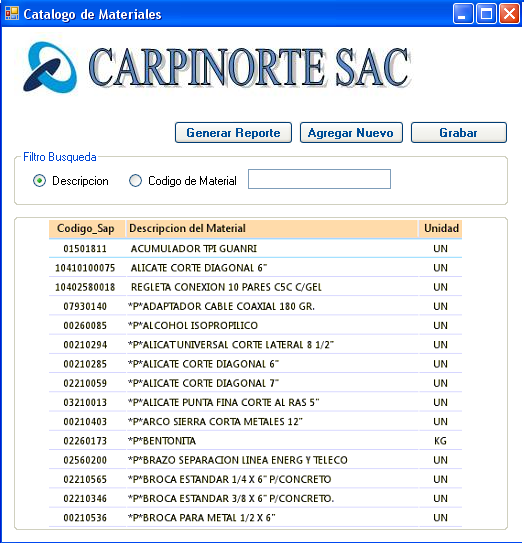 Catalogo de Materiales
CARPINORTE SAC
Generar Reporte Agregar Nuevo Grabar
Filtro Busqueda
Descripcion Codigo de Material
Codigo_Sap Descripcion del Material Unidad
01501811 ACUMULADOR TPI GUANRI UN
10410100075 ALICATE CORTE DIAGONAL 6" UN
10402580018 REGLETA CONEXION 10 PARES C5C C/GEL UN
07930140 *P*ADAPTADOR CABLE COAXIAL 180 GR. UN
00260085 *P*ALCOHOL ISOPROPILICO UN
00210294 *P*ALICAT UNIVERSAL CORTE LATERAL 8 1/2" UN
00210285 *P*ALICATE CORTE DIAGONAL 6" UN
02210059 *P*ALICATE CORTE DIAGONAL 7" UN
03210013 *P*ALICATE PUNTA FINA CORTE AL RAS 5" UN
00210403 *P*ARCO SIERRA CORTA METALES 12" UN
02260173 *P*BENTONITA KG
02560200 *P*BRAZO SEPARACION LINEA ENERG Y TELECO UN
02210565 *P*BROCA ESTANDAR 1/4 X 6" P/CONCRETO UN
02210346 *P*BROCA ESTANDAR 3/8 X 6" P/CONCRETO. UN
00210536 *P*BROCA PARA METAL 1/2 X 6" UN